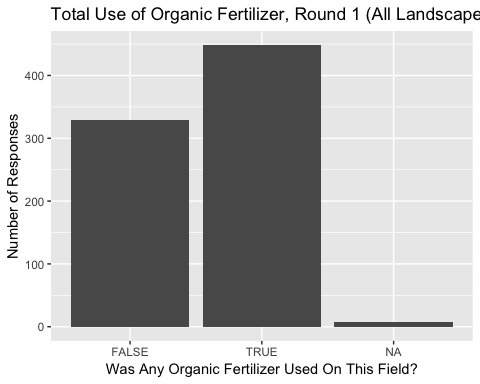 Total Use of Organic Fertilizer, Round 1 (All Landscape
Number of Responses
400
300
200
100
0
FALSE TRUE NA
Was Any Organic Fertilizer Used On This Field?